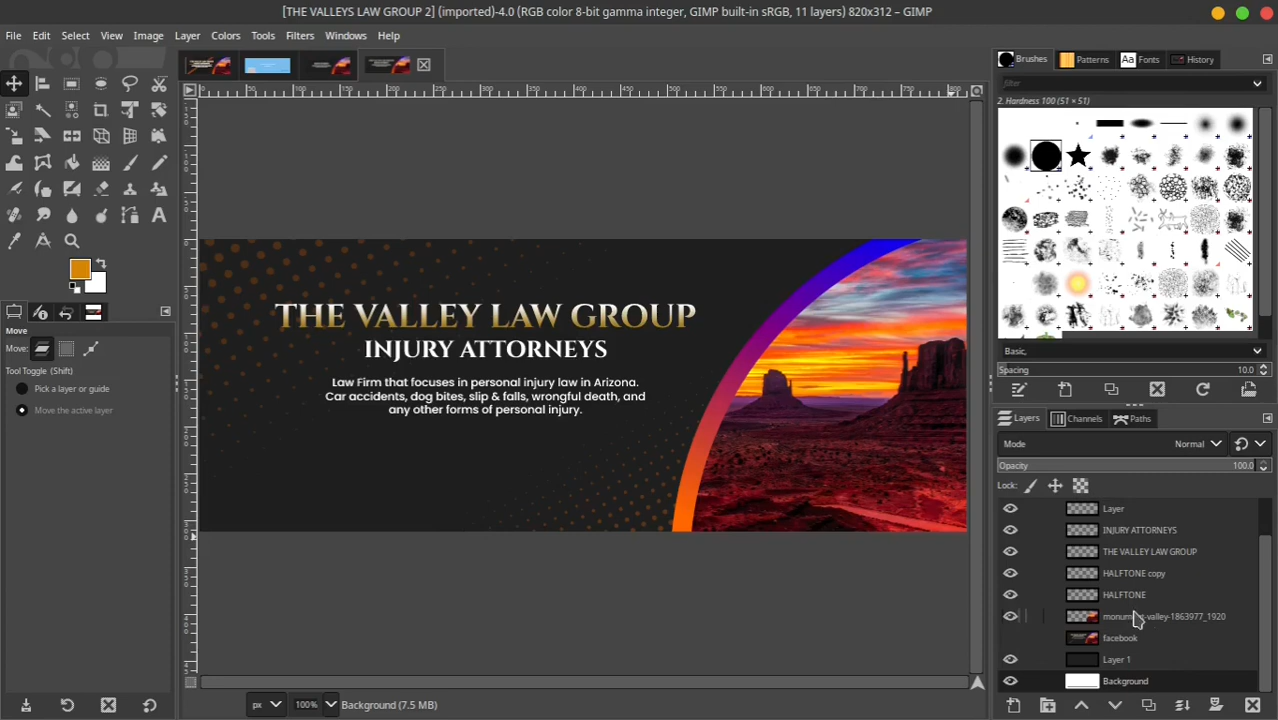 [THE VALLEYS LAW GROUP 2] (imported)-4.0 (RGB color 8-bit gamma integer, GIMP built-in sRGB, 11 layers) 820x312 – GIMP
File Edit Select View Image Layer Colors Tools Filters Windows Help
Brushes Patterns Aa Fonts History
filter
2. Hardness 100 (51 × 51)
THE VALLEY LAW GROUP
INJURY ATTORNEYS
Law Firm that focuses in personal injury law in Arizona.
Car accidents, dog bites, slip & falls, wrongful death, and
any other forms of personal injury.
Move
Move:
Tool Toggle (Shift)
Pick a layer or guide
Move the active layer
Basic,
Spacing 10.0
Layers Channels Paths
Mode Normal
Opacity 100.0
Lock:
Layer
INJURY ATTORNEYS
THE VALLEY LAW GROUP
HALFTONE copy
HALFTONE
monument-valley-1863977_1920
facebook
Layer 1
Background
px 100% Background (7.5 MB)